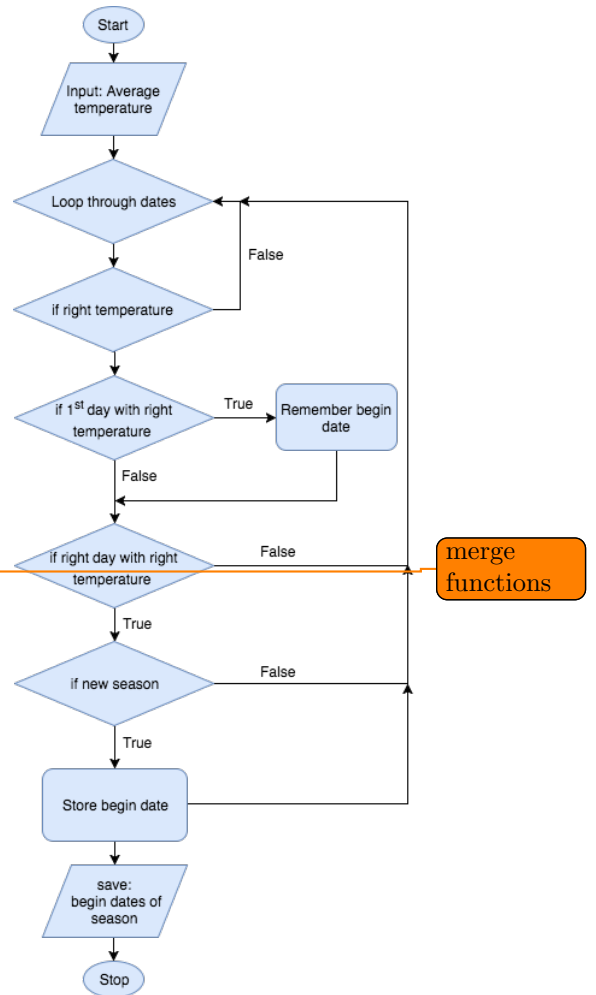 Start
Input: Average
temperature
Loop through dates
False
if right temperature
if 1st day with right
temperature
True
Remember begin
date
False
if right day with right
temperature
False
merge
functions
True
if new season
False
True
Store begin date
save:
begin dates of
season
Stop